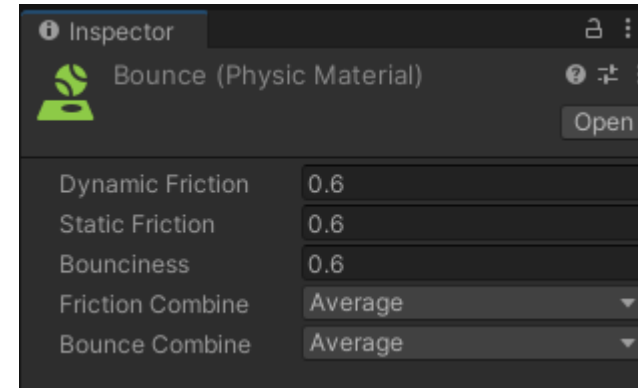 Inspector
Bounce (Physic Material)
Open
Dynamic Friction 0.6
Static Friction 0.6
Bounciness 0.6
Friction Combine Average
Bounce Combine Average